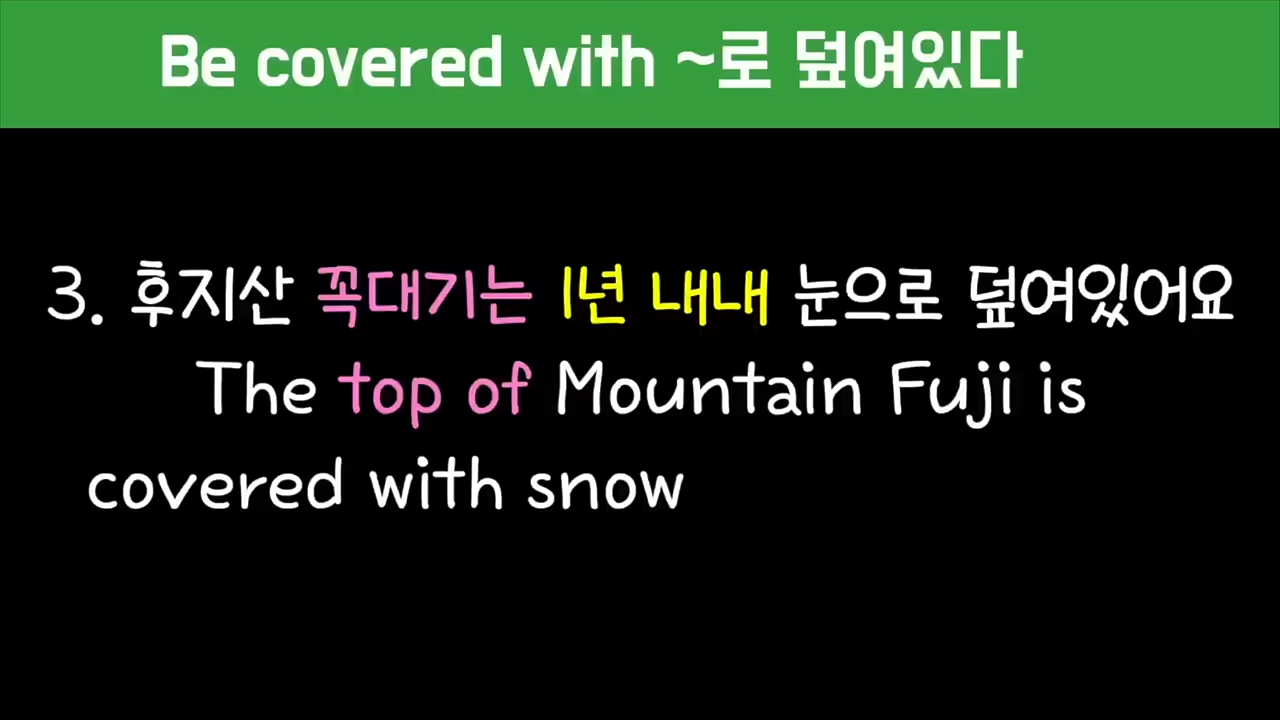 Be covered with ~로 덮여있다
3. 후지산 꼭대기는 1년 내내 눈으로 덮여있어요
The top of Mountain Fuji is
covered with snow